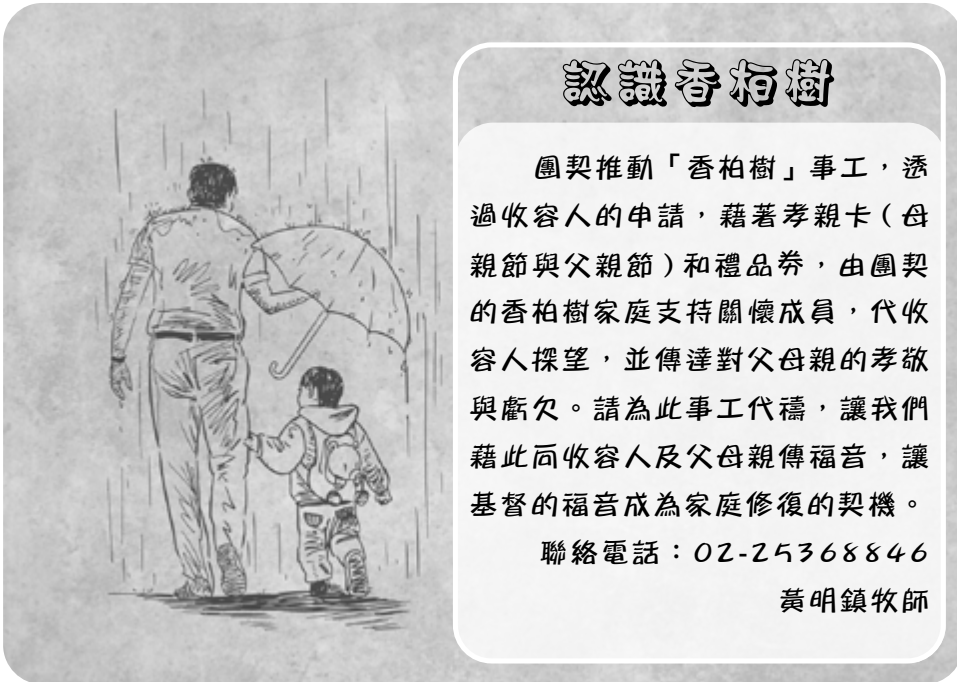 認識香柏樹
團契推動「香柏樹」事工，透
過收容人的申請，藉著孝親卡（母
親節與父親節）和禮品券，由團契
的香柏樹家庭支持關懷成員，代收
容人探望，並傳達對父母親的孝敬
與虧欠。請為此事工代禱，讓我們
藉此向收容人及父母親傳福音，讓
基督的福音成為家庭修復的契機。
聯絡電話：02-25368846
黃明鎮牧師